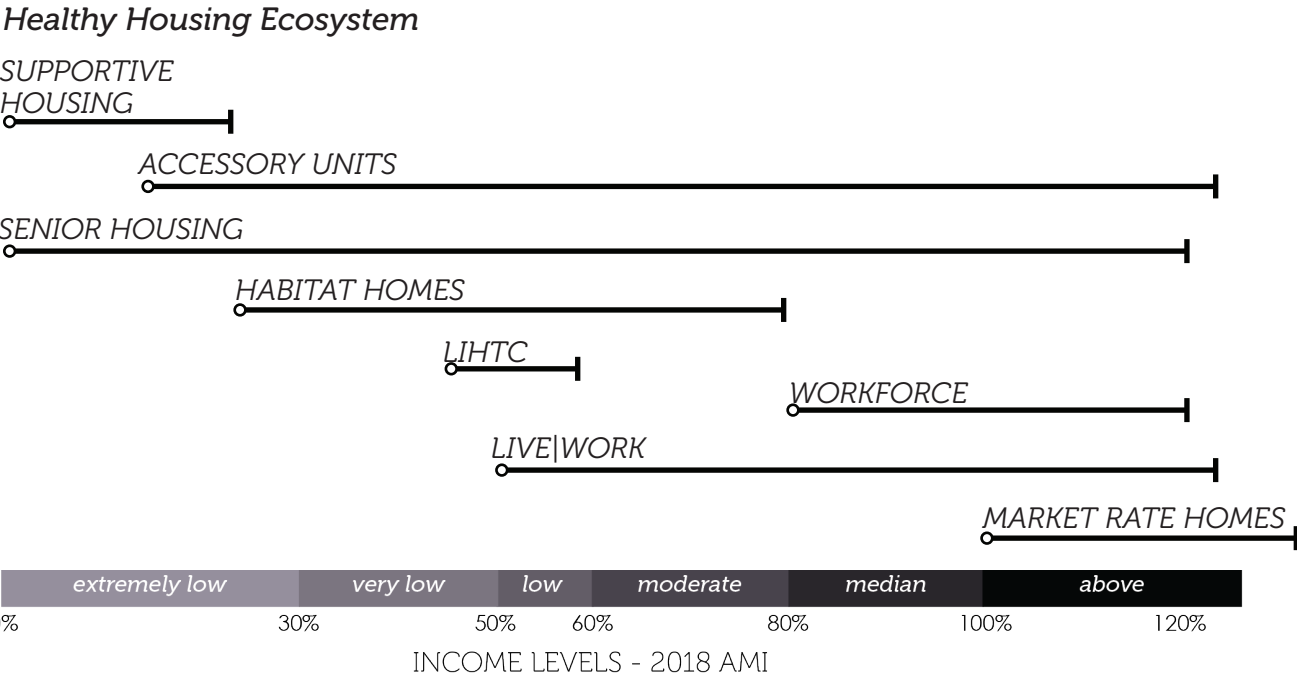 Healthy Housing Ecosystem
SUPPORTIVE
HOUSING
ACCESSORY UNITS
SENIOR HOUSING
HABITAT HOMES
LIHTC
WORKFORCE
LIVE|WORK
MARKET RATE HOMES
extremely low very low low moderate median above
% 30% 50% 60% 80% 100% 120%
INCOME LEVELS - 2018 AMI